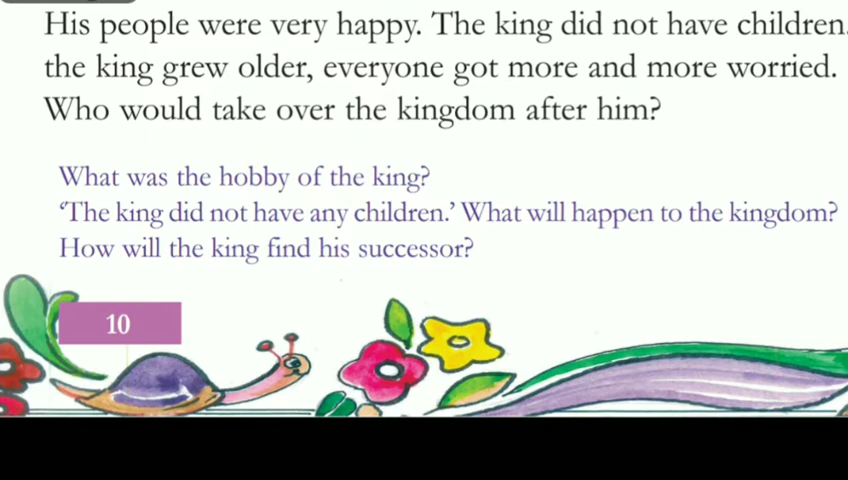 His people were very happy. The king did not have children.
the king grew older, everyone got more and more worried.
Who would take over the kingdom after him?
What was the hobby of the king?
‘The king did not have any children.’ What will happen to the kingdom?
How will the king find his successor?
10